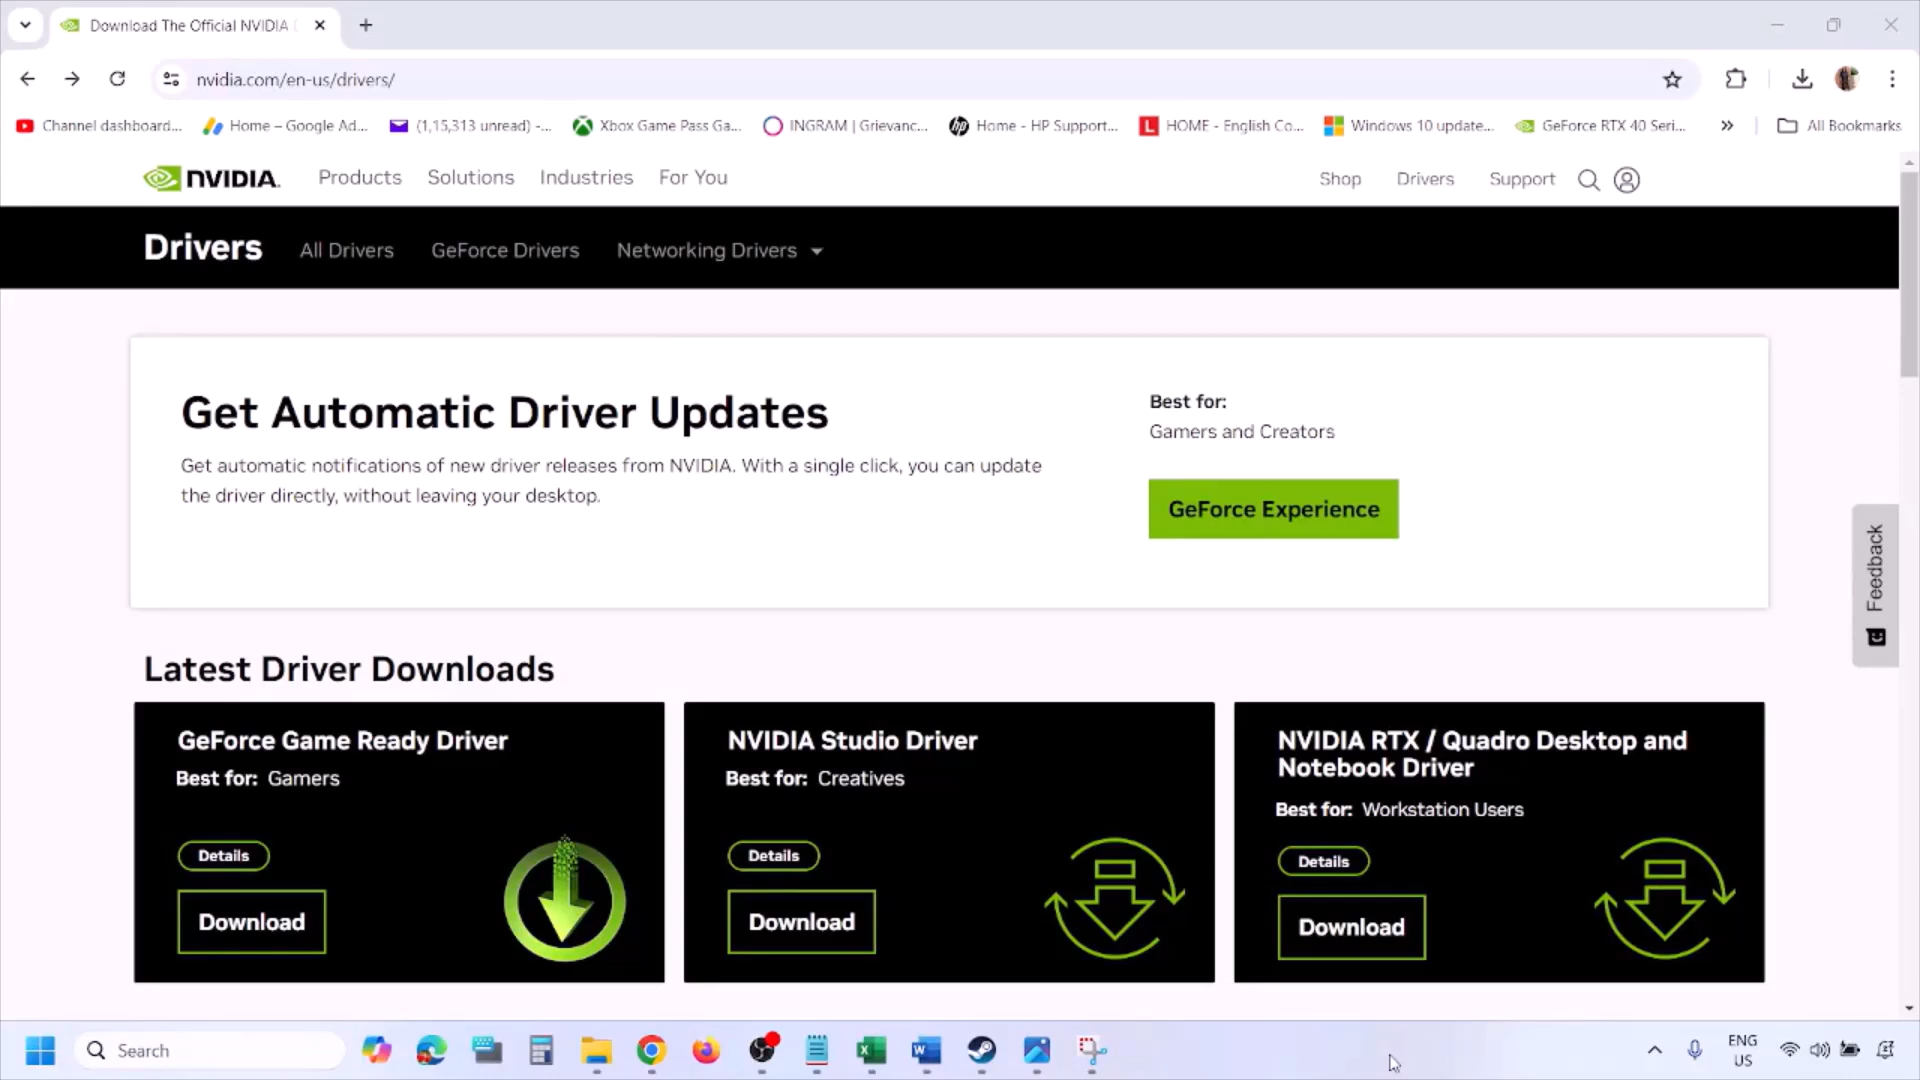 Download The Official NVIDIA
nvidia.com/en-us/drivers/
Channel dashboard...
Home – Google Ad...
(1,15,313 unread) -...
Xbox Game Pass Ga...
INGRAM | Grievanc...
Home - HP Support...
HOME - English Co...
Windows 10 update...
GeForce RTX 40 Seri...
All Bookmarks
NVIDIA.
Products
Solutions
Industries
For You
Shop
Drivers
Support
Drivers
All Drivers
GeForce Drivers
Networking Drivers
Get Automatic Driver Updates
Get automatic notifications of new driver releases from NVIDIA. With a single click, you can update
the driver directly, without leaving your desktop.
Best for:
Gamers and Creators
GeForce Experience
Feedback
Latest Driver Downloads
GeForce Game Ready Driver
Best for: Gamers
Details
Download
NVIDIA Studio Driver
Best for: Creatives
Details
Download
NVIDIA RTX / Quadro Desktop and
Notebook Driver
Best for: Workstation Users
Details
Download
Search
ENG
US